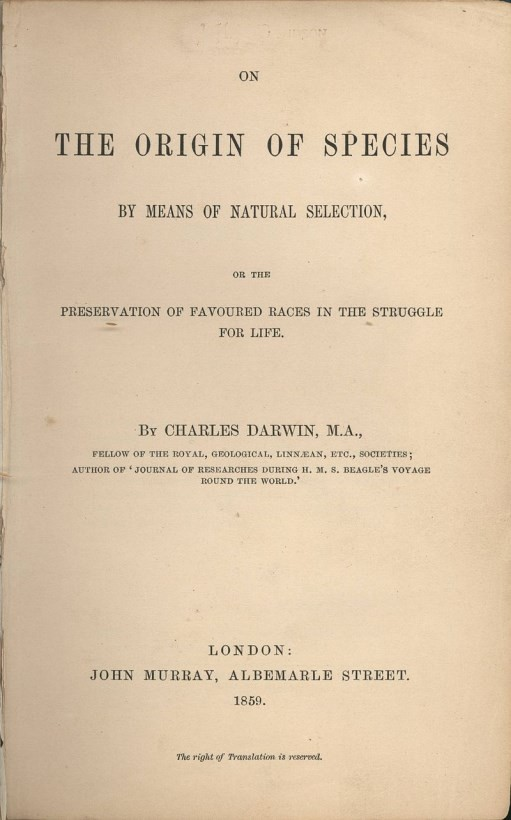 ON
THE ORIGIN OF SPECIES
BY MEANS OF NATURAL SELECTION,
OR THE
PRESERVATION OF FAVOURED RACES IN THE STRUGGLE
FOR LIFE.
By CHARLES DARWIN, M.A.,
FELLOW OF THE ROYAL, GEOLOGICAL, LINNÆAN, ETC., SOCIETIES;
AUTHOR OF ‘JOURNAL OF RESEARCHES DURING H. M. S. BEAGLE’S VOYAGE
ROUND THE WORLD.’
LONDON:
JOHN MURRAY, ALBEMARLE STREET.
1859.
The right of Translation is reserved.